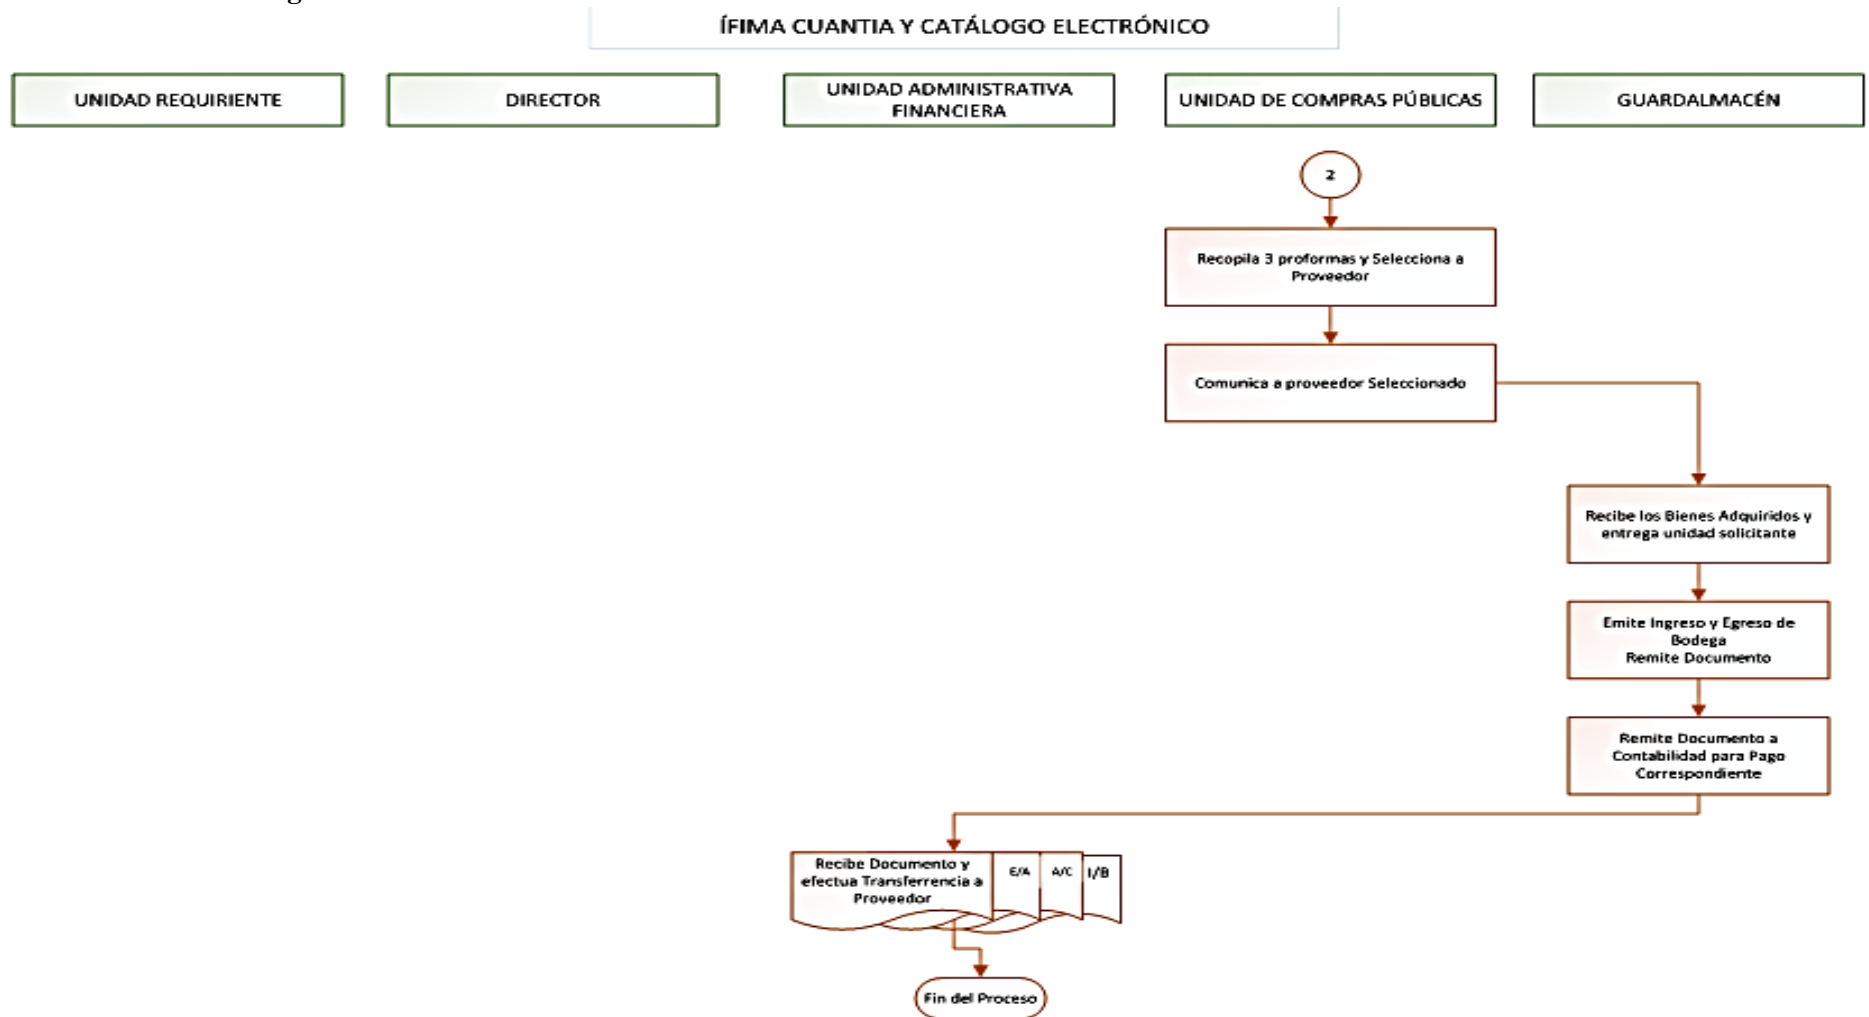 ÍFIMA CUANTIA Y CATÁLOGO ELECTRÓNICO
UNIDAD REQUIRIENTE
DIRECTOR
UNIDAD ADMINISTRATIVA
FINANCIERA
UNIDAD DE COMPRAS PÚBLICAS
GUARDALMACÉN
2
Recopila 3 proformas y Selecciona a
Proveedor
Comunica a proveedor Seleccionado
Recibe los Bienes Adquiridos y
entrega unidad solicitante
Emite Ingreso y Egreso de
Bodega
Remite Documento
Remite Documento a
Contabilidad para Pago
Correspondiente
Recibe Documento y
efectua Transferrencia a
Proveedor
E/A
A/C
I/B
Fin del Proceso